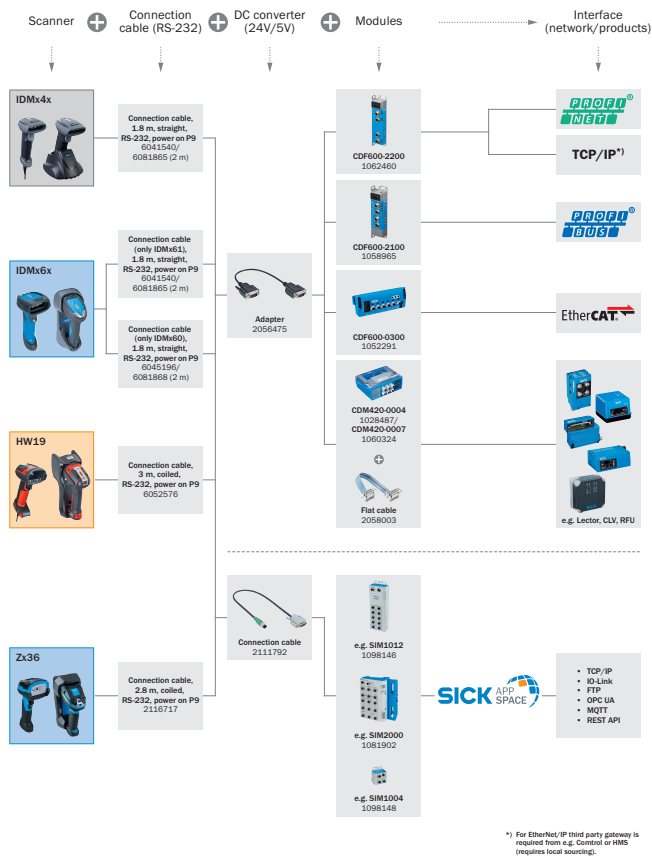 Scanner
Connection
cable (RS-232)
DC converter
(24V/5V)
Modules
Interface
(network/products)
IDMx4x
Connection cable,
1.8 m, straight,
RS-232, power on P9
6041540/
6081865 (2 m)
CDF600-2200
1062460
PROFI
NET
TCP/IP*)
CDF600-2100
1058965
PROFI
BUS
IDMx6x
Connection cable
(only IDMx61),
1.8 m, straight,
RS-232, power on P9
6041540/
6081865 (2 m)
Connection cable
(only IDMx60),
1.8 m, straight,
RS-232, power on P9
6045196/
6081868 (2 m)
Adapter
2056475
CDF600-0300
1052291
EtherCAT®
CDM420-0004
1028487/
CDM420-0007
1060324
Flat cable
2058003
e.g. Lector, CLV, RFU
HW19
Connection cable,
3 m, coiled,
RS-232, power on P9
6052576
Connection cable
2111792
e.g. SIM1012
1098146
Zx36
Connection cable,
2.8 m, coiled,
RS-232, power on P9
2116717
e.g. SIM2000
1081902
e.g. SIM1004
1098148
SICK APP
SPACE
• TCP/IP
• IO-Link
• FTP
• OPC UA
• MQTT
• REST API
*) For EtherNet/IP third party gateway is
required from e.g. Comtrol or HMS
(requires local sourcing).